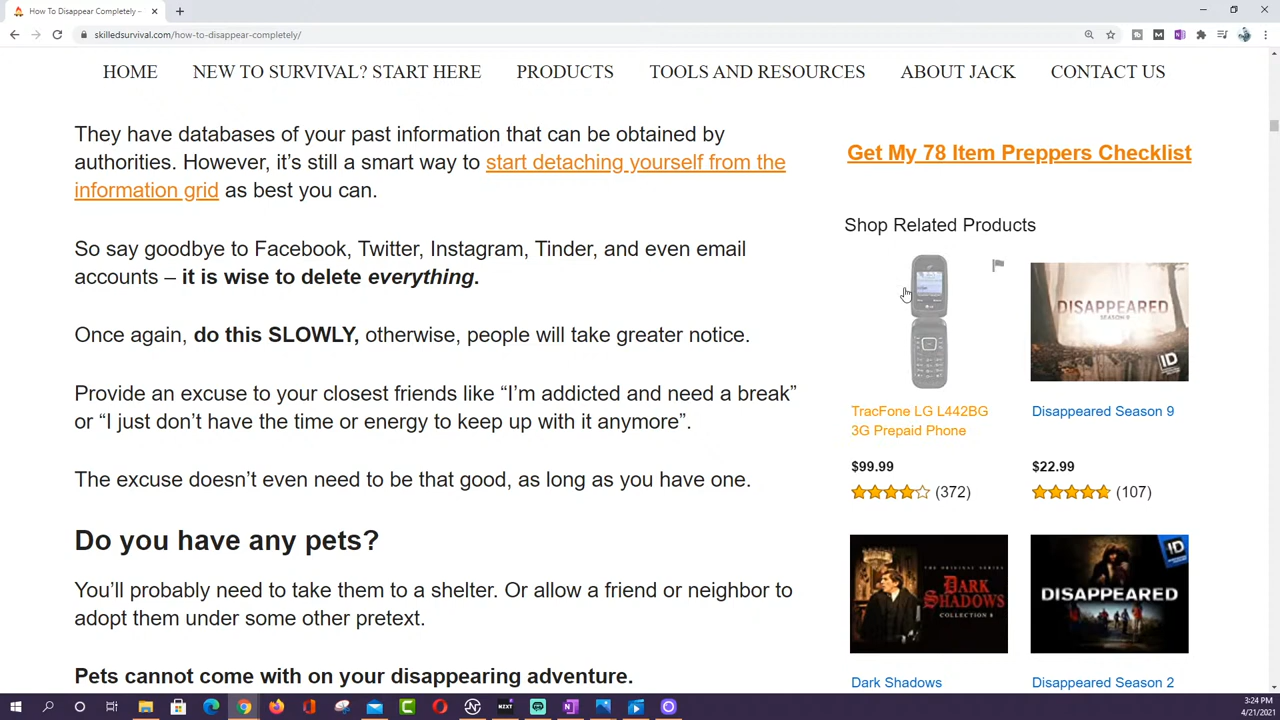 How To Disappear Completely –
skilledsurvival.com/how-to-disappear-completely/
HOME NEW TO SURVIVAL? START HERE PRODUCTS TOOLS AND RESOURCES ABOUT JACK CONTACT US
They have databases of your past information that can be obtained by
authorities. However, it’s still a smart way to start detaching yourself from the
information grid as best you can.
So say goodbye to Facebook, Twitter, Instagram, Tinder, and even email
accounts – it is wise to delete everything.
Once again, do this SLOWLY, otherwise, people will take greater notice.
Provide an excuse to your closest friends like “I’m addicted and need a break”
or “I just don’t have the time or energy to keep up with it anymore”.
The excuse doesn’t even need to be that good, as long as you have one.
Do you have any pets?
You’ll probably need to take them to a shelter. Or allow a friend or neighbor to
adopt them under some other pretext.
Pets cannot come with on your disappearing adventure.
Get My 78 Item Preppers Checklist
Shop Related Products
DISAPPEARED
SEASON 9
ID
TracFone LG L442BG
3G Prepaid Phone
Disappeared Season 9
$99.99
$22.99
(372)
(107)
THE ORIGINAL SERIES
DARK
SHADOWS
COLLECTION 8
ID
DISAPPEARED
Dark Shadows
Disappeared Season 2
3:24 PM
4/21/2021